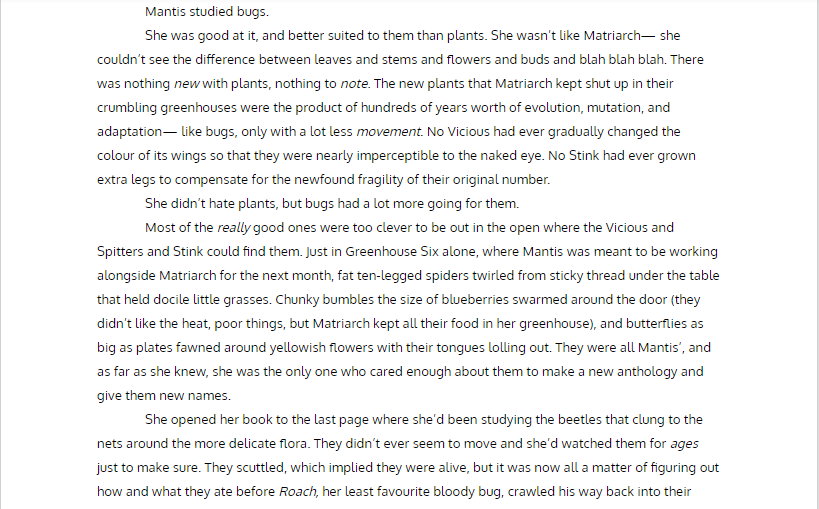 Mantis studied bugs.
She was good at it, and better suited to them than plants. She wasn't like Matriarch— she
couldn't see the difference between leaves and stems and flowers and buds and blah blah blah. There
was nothing new with plants, nothing to note. The new plants that Matriarch kept shut up in their
crumbling greenhouses were the product of hundreds of years worth of evolution, mutation, and
adaptation— like bugs, only with a lot less movement. No Vicious had ever gradually changed the
colour of its wings so that they were nearly imperceptible to the naked eye. No Stink had ever grown
extra legs to compensate for the newfound fragility of their original number.
She didn't hate plants, but bugs had a lot more going for them.
Most of the really good ones were too clever to be out in the open where the Vicious and
Spitters and Stink could find them. Just in Greenhouse Six alone, where Mantis was meant to be working
alongside Matriarch for the next month, fat ten-legged spiders twirled from sticky thread under the table
that held docile little grasses. Chunky bumbles the size of blueberries swarmed around the door (they
didn't like the heat, poor things, but Matriarch kept all their food in her greenhouse), and butterflies as
big as plates fawned around yellowish flowers with their tongues lolling out. They were all Mantis', and
as far as she knew, she was the only one who cared enough about them to make a new anthology and
give them new names.
She opened her book to the last page where she'd been studying the beetles that clung to the
nets around the more delicate flora. They didn't ever seem to move and she'd watched them for ages
just to make sure. They scuttled, which implied they were alive, but it was now all a matter of figuring out
how and what they ate before Roach, her least favourite bloody bug, crawled his way back into their